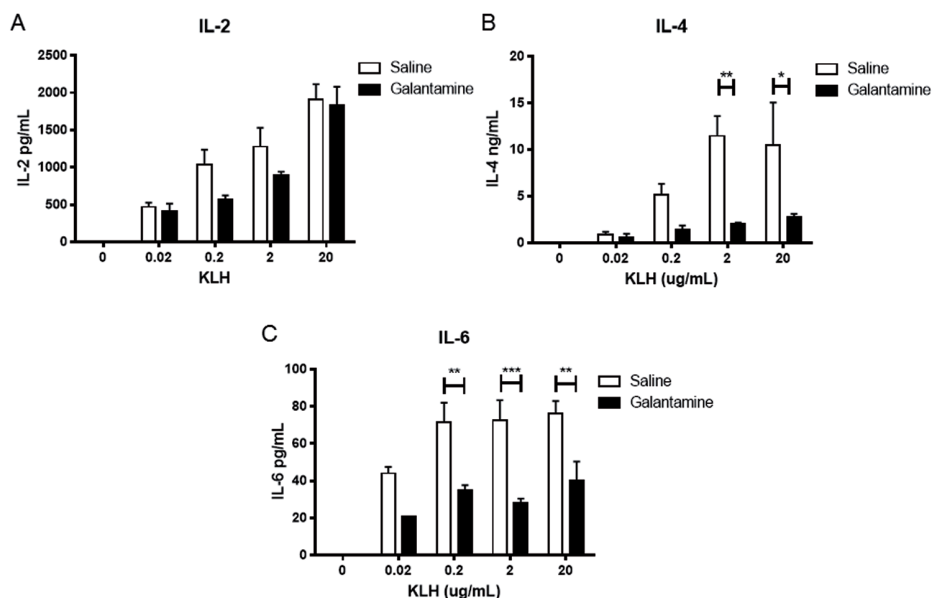 A
IL-2
2500
2000
1500
1000
500
0
IL-2 pg/mL
0 0.02 0.2 2 20
KLH
Saline
Galantamine
B
IL-4
20
15
10
5
0
IL-4 ng/mL
** *
0 0.02 0.2 2 20
KLH (ug/mL)
Saline
Galantamine
C
IL-6
100
80
60
40
20
0
IL-6 pg/mL
** *** **
0 0.02 0.2 2 20
KLH (ug/mL)
Saline
Galantamine